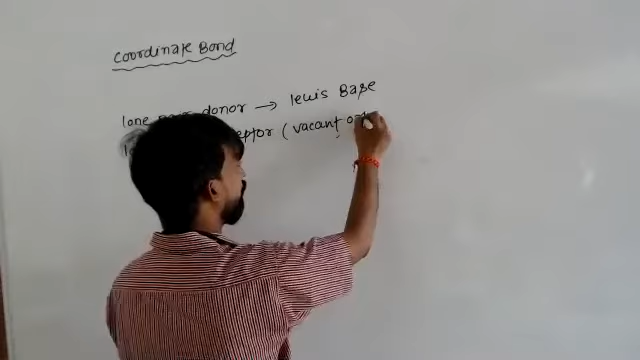 Coordinate Bond
lone pair donor → lewis Base
eptor ( vacant